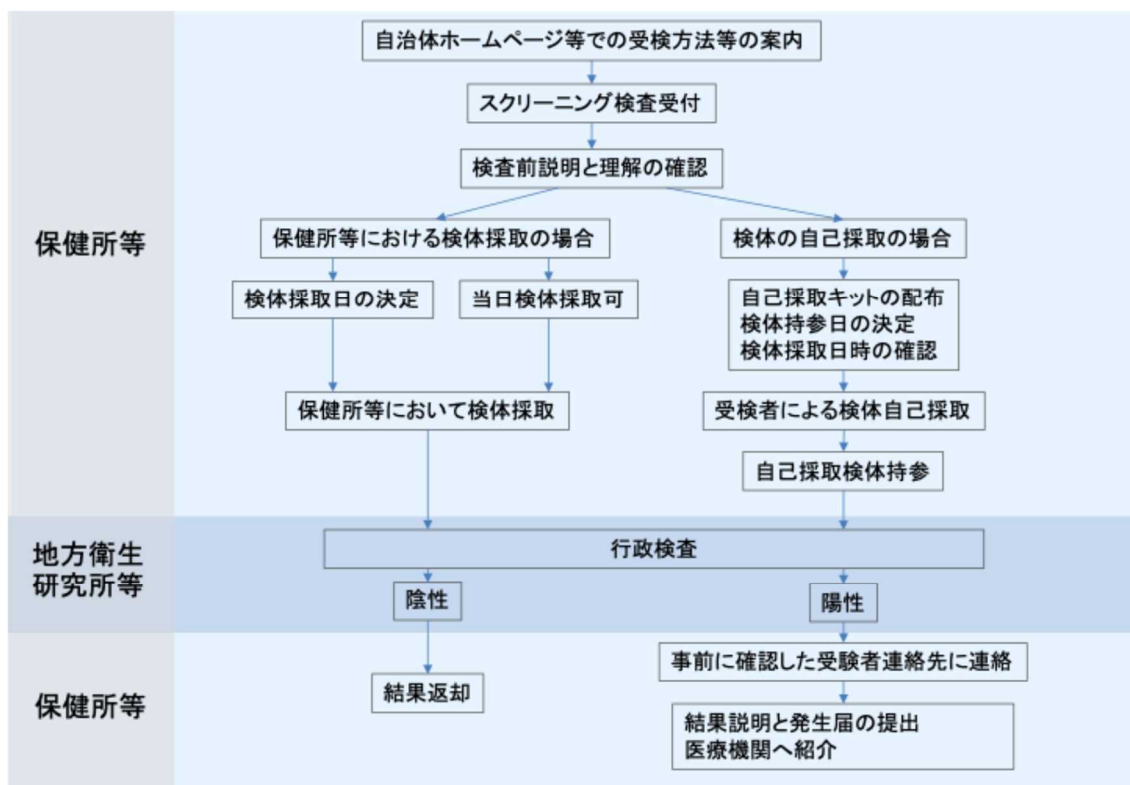 自治体ホームページ等での受検方法等の案内
スクリーニング検査受付
検査前説明と理解の確認
保健所等
保健所等における検体採取の場合
検体の自己採取の場合
検体採取日の決定
当日検体採取可
自己採取キットの配布
検体持参日の決定
検体採取日時の確認
保健所等において検体採取
受検者による検体自己採取
自己採取検体持参
地方衛生
研究所等
行政検査
陰性
陽性
保健所等
事前に確認した受験者連絡先に連絡
結果返却
結果説明と発生届の提出
医療機関へ紹介